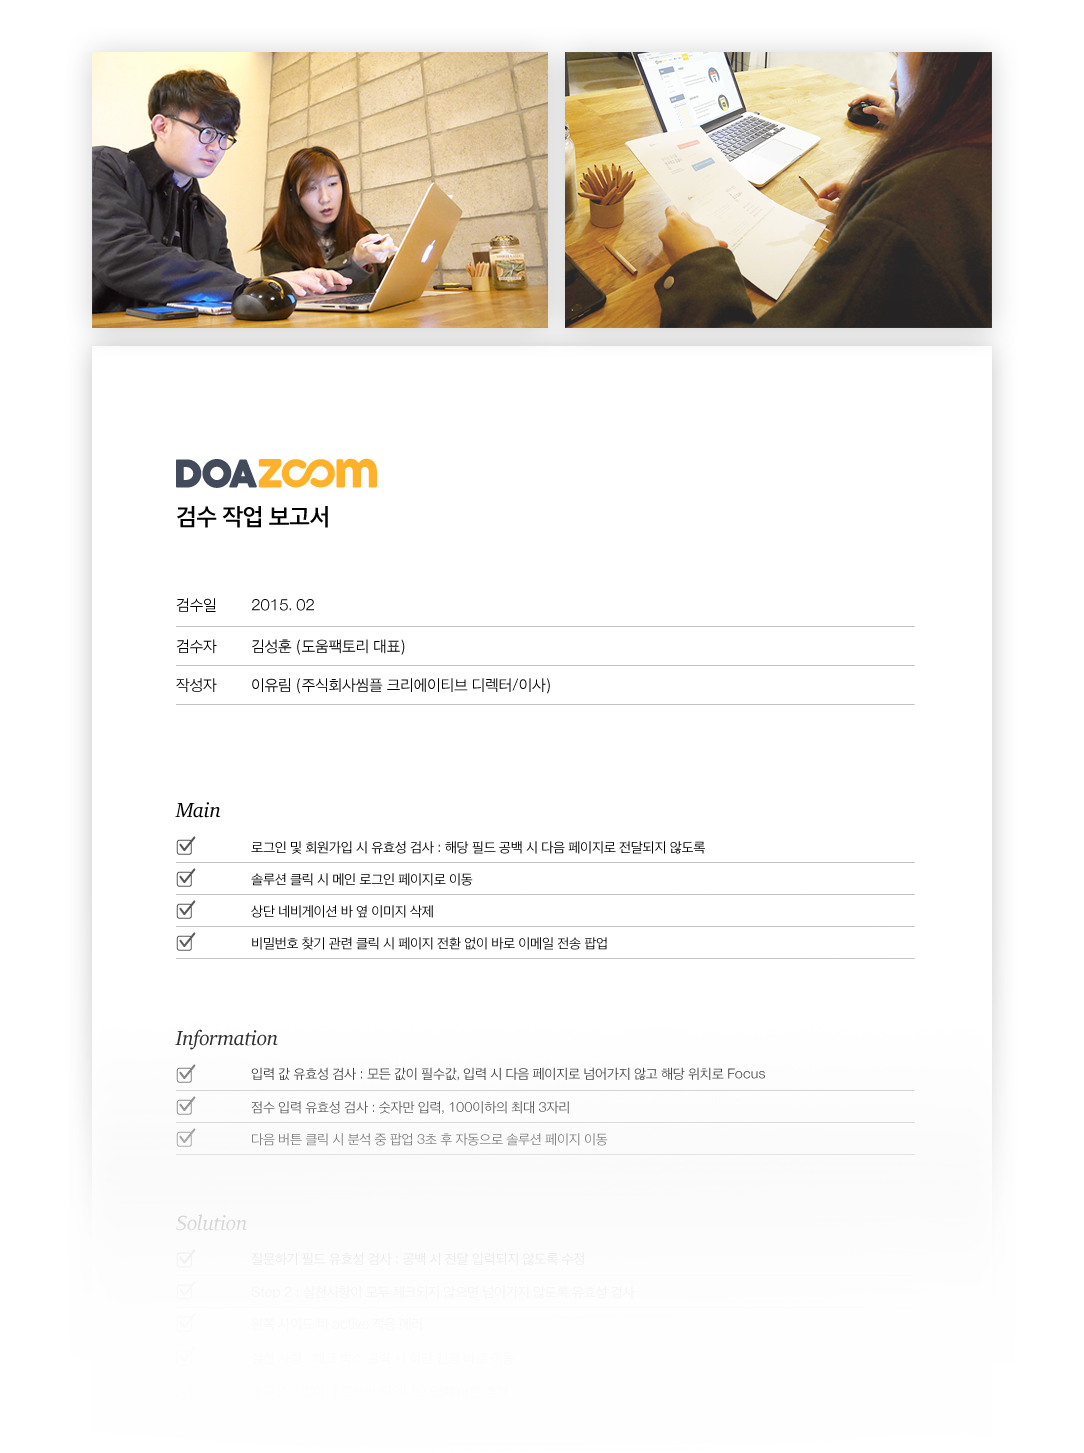 DOAZOOM
검수 작업 보고서
검수일 2015. 02
검수자 김성훈 (도움팩토리 대표)
작성자 이유림 (주식회사씸플 크리에이티브 디렉터/이사)
Main
로그인 및 회원가입 시 유효성 검사 : 해당 필드 공백 시 다음 페이지로 전달되지 않도록
솔루션 클릭 시 메인 로그인 페이지로 이동
상단 네비게이션 바 옆 이미지 삭제
비밀번호 찾기 관련 클릭 시 페이지 전환 없이 바로 이메일 전송 팝업
Information
입력 값 유효성 검사 : 모든 값이 필수값, 입력 시 다음 페이지로 넘어가지 않고 해당 위치로 Focus
점수 입력 유효성 검사 : 숫자만 입력, 100이하의 최대 3자리
다음 버튼 클릭 시 분석 중 팝업 3초 후 자동으로 솔루션 페이지 이동
Solution
질문하기 필드 유효성 검사 : 공백 시 전달 입력되지 않도록 수정